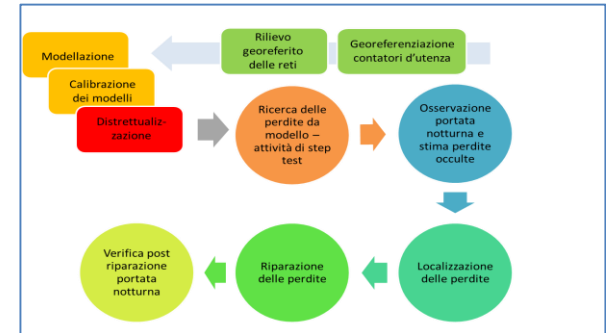 Rilievo
georeferito
delle reti
Georeferenziazione
contatori d'utenza
Modellazione
Calibrazione
dei modelli
Distrettualiz-
zazione
Ricerca delle
perdite da
modello –
attività di step
test
Osservazione
portata
notturna e
stima perdite
occulte
Localizzazione
delle perdite
Riparazione
delle perdite
Verifica post
riparazione
portata
notturna